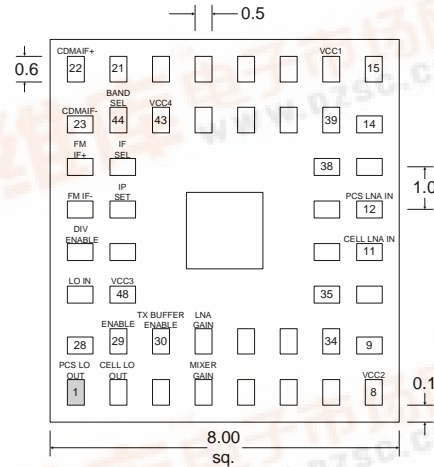 0.5
CDMAIF+
VCC1
0.6
22
21
15
BAND
SEL
VCC4
CDMAIF-
23
44
43
39
14
FM
IF+
IF
SEL
38
1.0
FM IF-
IP
SET
PCS LNA IN
12
DIV
ENABLE
CELL LNA IN
11
LO IN
VCC3
48
35
ENABLE
TX BUFFER
ENABLE
LNA
GAIN
28
29
30
34
9
PCS LO
OUT
CELL LO
OUT
MIXER
GAIN
VCC2
0.1
1
8
8.00
sq.